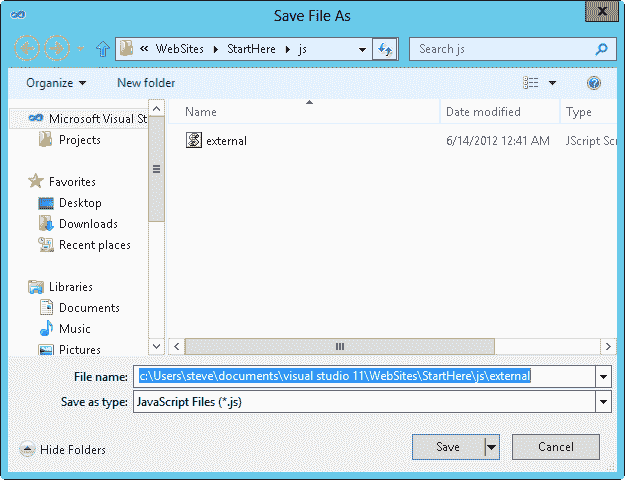 Save File As
« WebSites StartHere js Search js
Organize New folder
Name Date modified Type
Microsoft Visual St
Projects
external 6/14/2012 12:41 AM JScript Scr
Favorites
Desktop
Downloads
Recent places
Libraries
Documents
Music
Pictures
File name: c:\Users\steve\documents\visual studio 11\WebSites\StartHere\js\external
Save as type: JavaScript Files (*.js)
Hide Folders Save Cancel